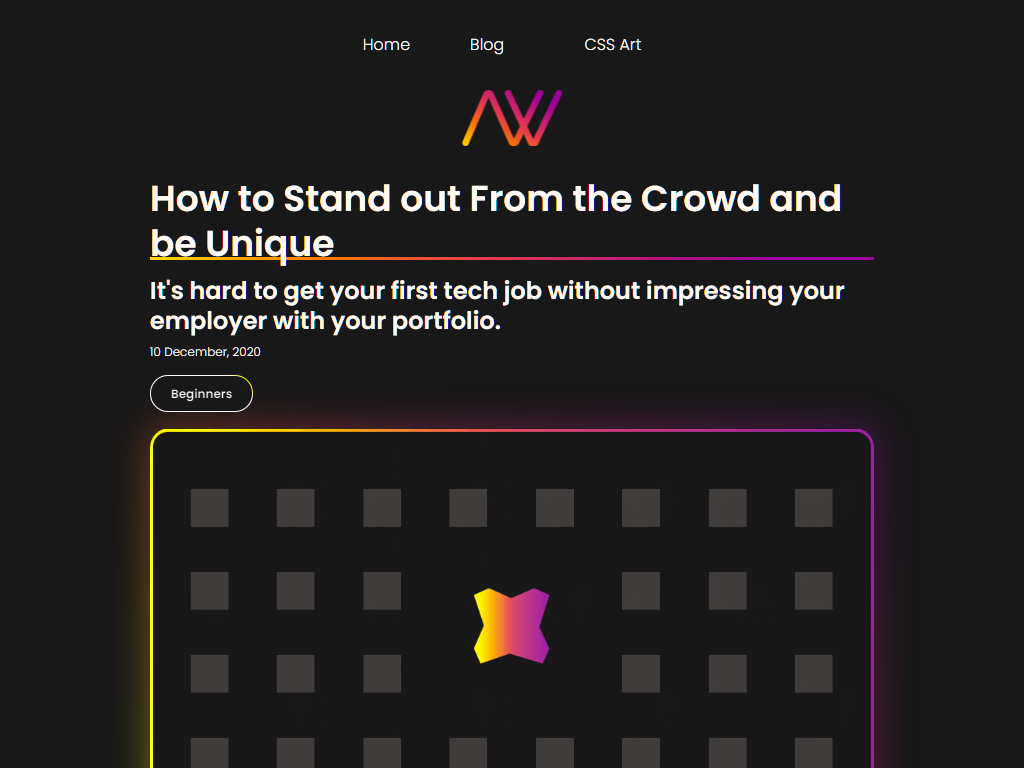 Home Blog CSS Art
AW
How to Stand out From the Crowd and
be Unique
It's hard to get your first tech job without impressing your
employer with your portfolio.
10 December, 2020
Beginners